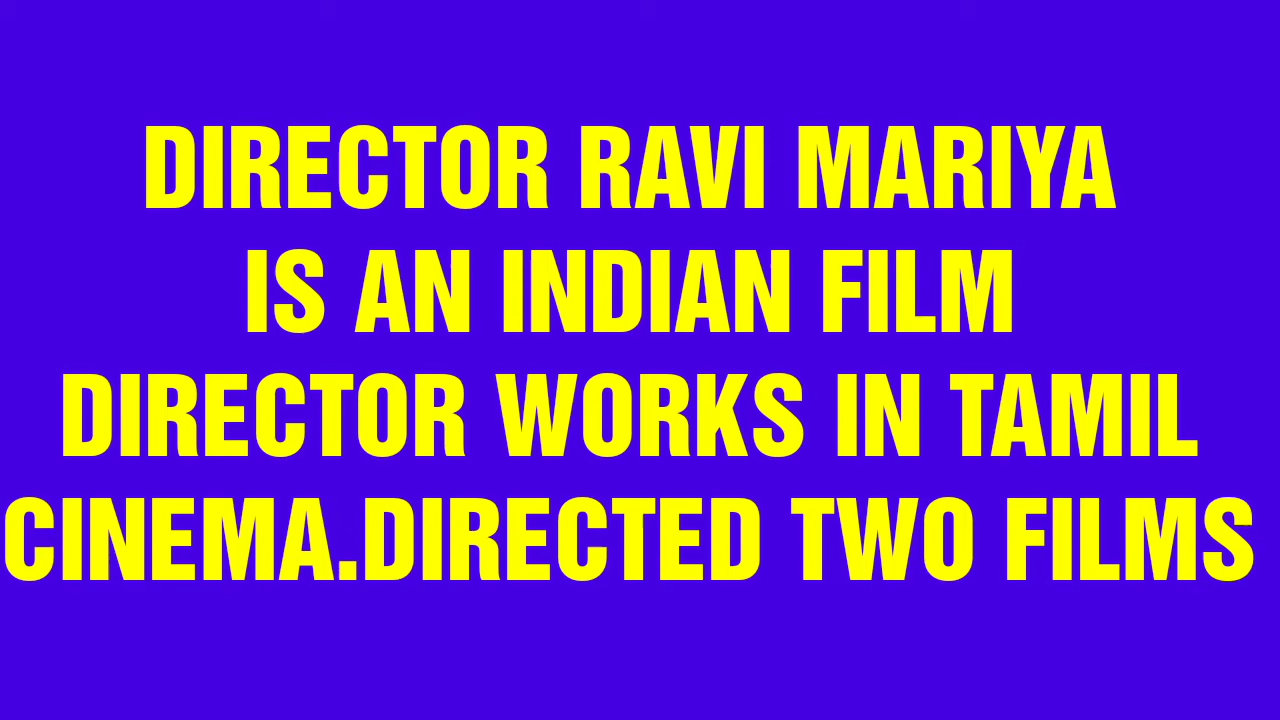 DIRECTOR RAVI MARIYA
IS AN INDIAN FILM
DIRECTOR WORKS IN TAMIL
CINEMA.DIRECTED TWO FILMS